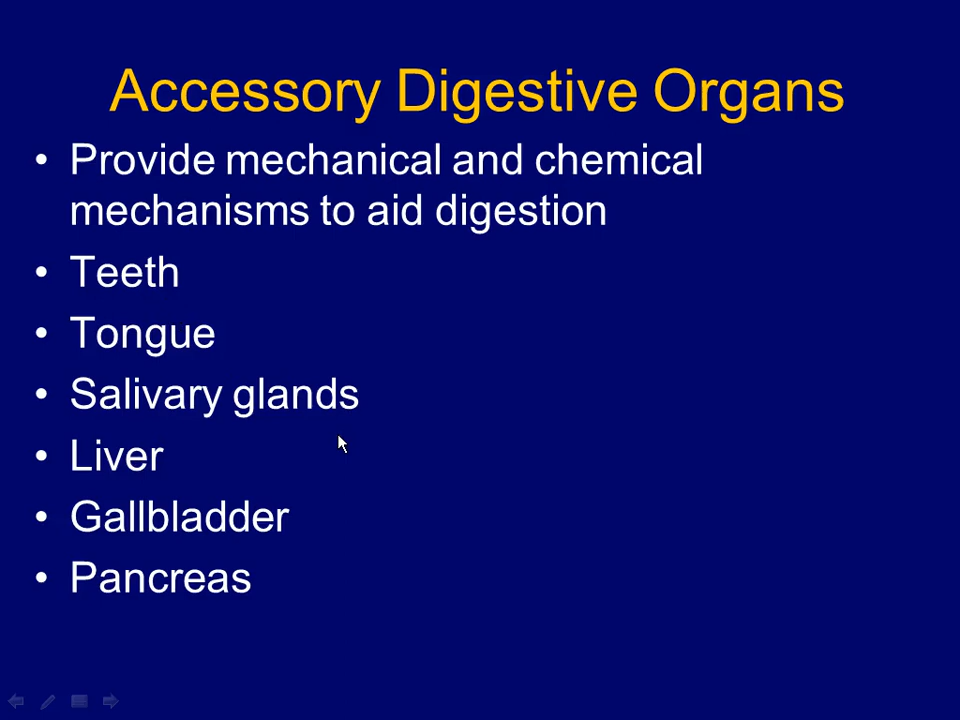 Accessory Digestive Organs
• Provide mechanical and chemical
mechanisms to aid digestion
• Teeth
• Tongue
• Salivary glands
• Liver
• Gallbladder
• Pancreas